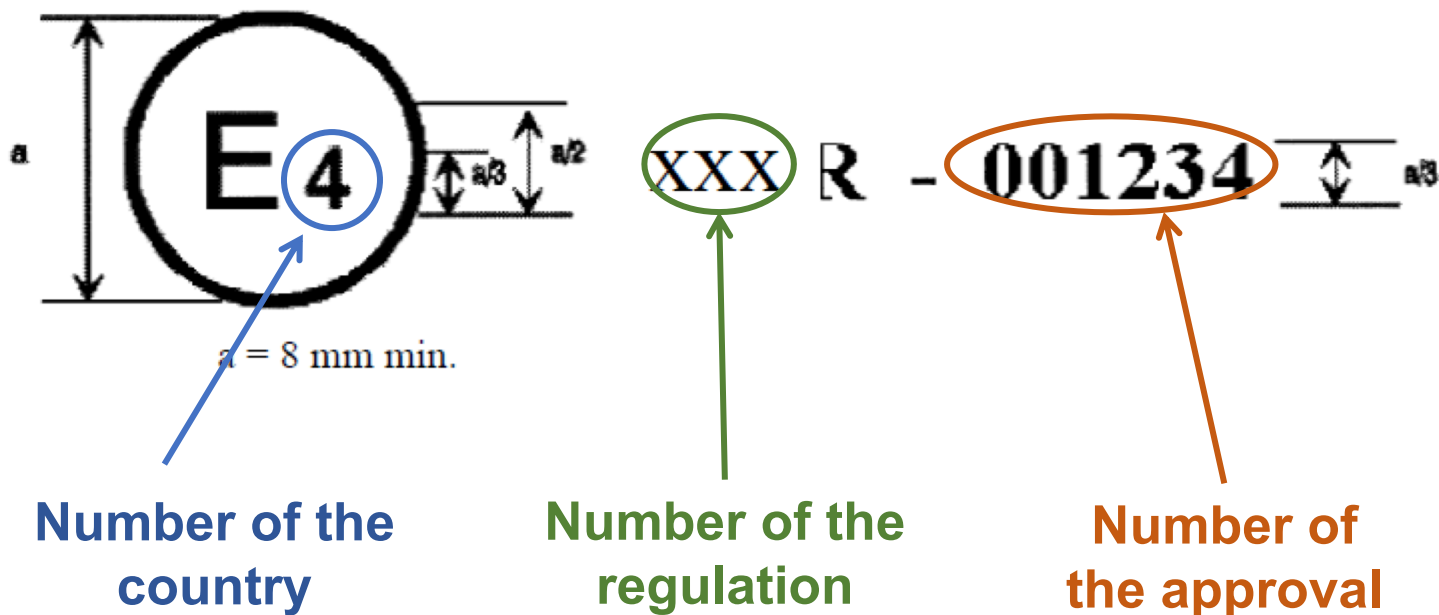 a
E4
a/3
a/2
XXX R - 001234
a/3
a = 8 mm min.
Number of the
country
Number of the
regulation
Number of
the approval